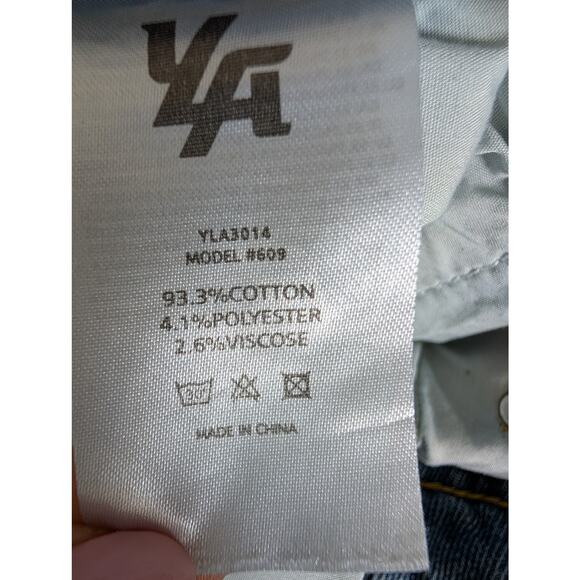 YLA
YLA3014
MODEL #609
93.3%COTTON
4.1%POLYESTER
2.6%VISCOSE
30°
MADE IN CHINA